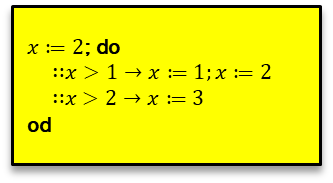 x := 2; do
::x > 1 → x := 1; x := 2
::x > 2 → x := 3
od